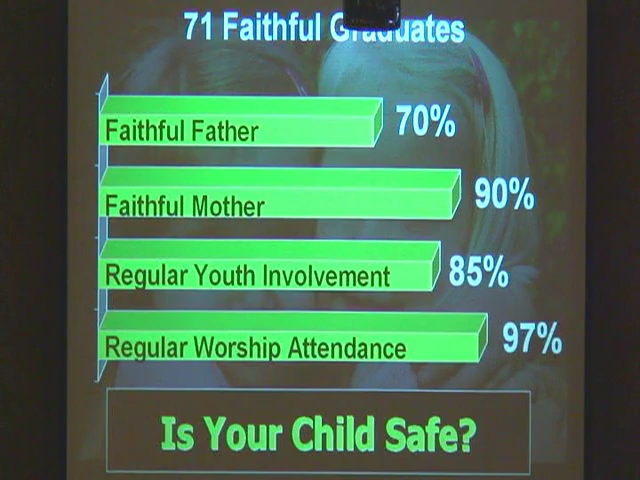 71 Faithful Graduates
Faithful Father 70%
Faithful Mother 90%
Regular Youth Involvement 85%
Regular Worship Attendance 97%
Is Your Child Safe?